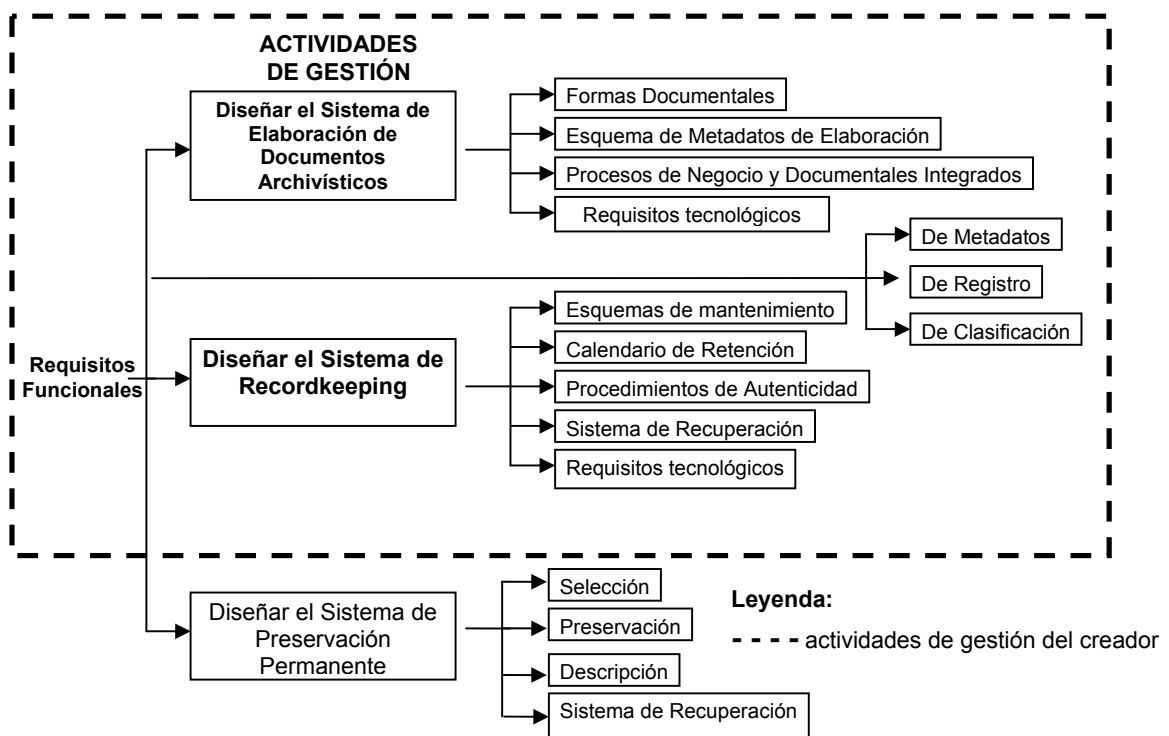 ACTIVIDADES
DE GESTIÓN
Diseñar el Sistema de
Elaboración de
Documentos
Archivísticos
Formas Documentales
Esquema de Metadatos de Elaboración
Procesos de Negocio y Documentales Integrados
Requisitos tecnológicos
De Metadatos
De Registro
De Clasificación
Requisitos
Funcionales
Diseñar el Sistema de
Recordkeeping
Esquemas de mantenimiento
Calendario de Retención
Procedimientos de Autenticidad
Sistema de Recuperación
Requisitos tecnológicos
Diseñar el Sistema de
Preservación
Permanente
Selección
Preservación
Descripción
Sistema de Recuperación
Leyenda:
actividades de gestión del creador